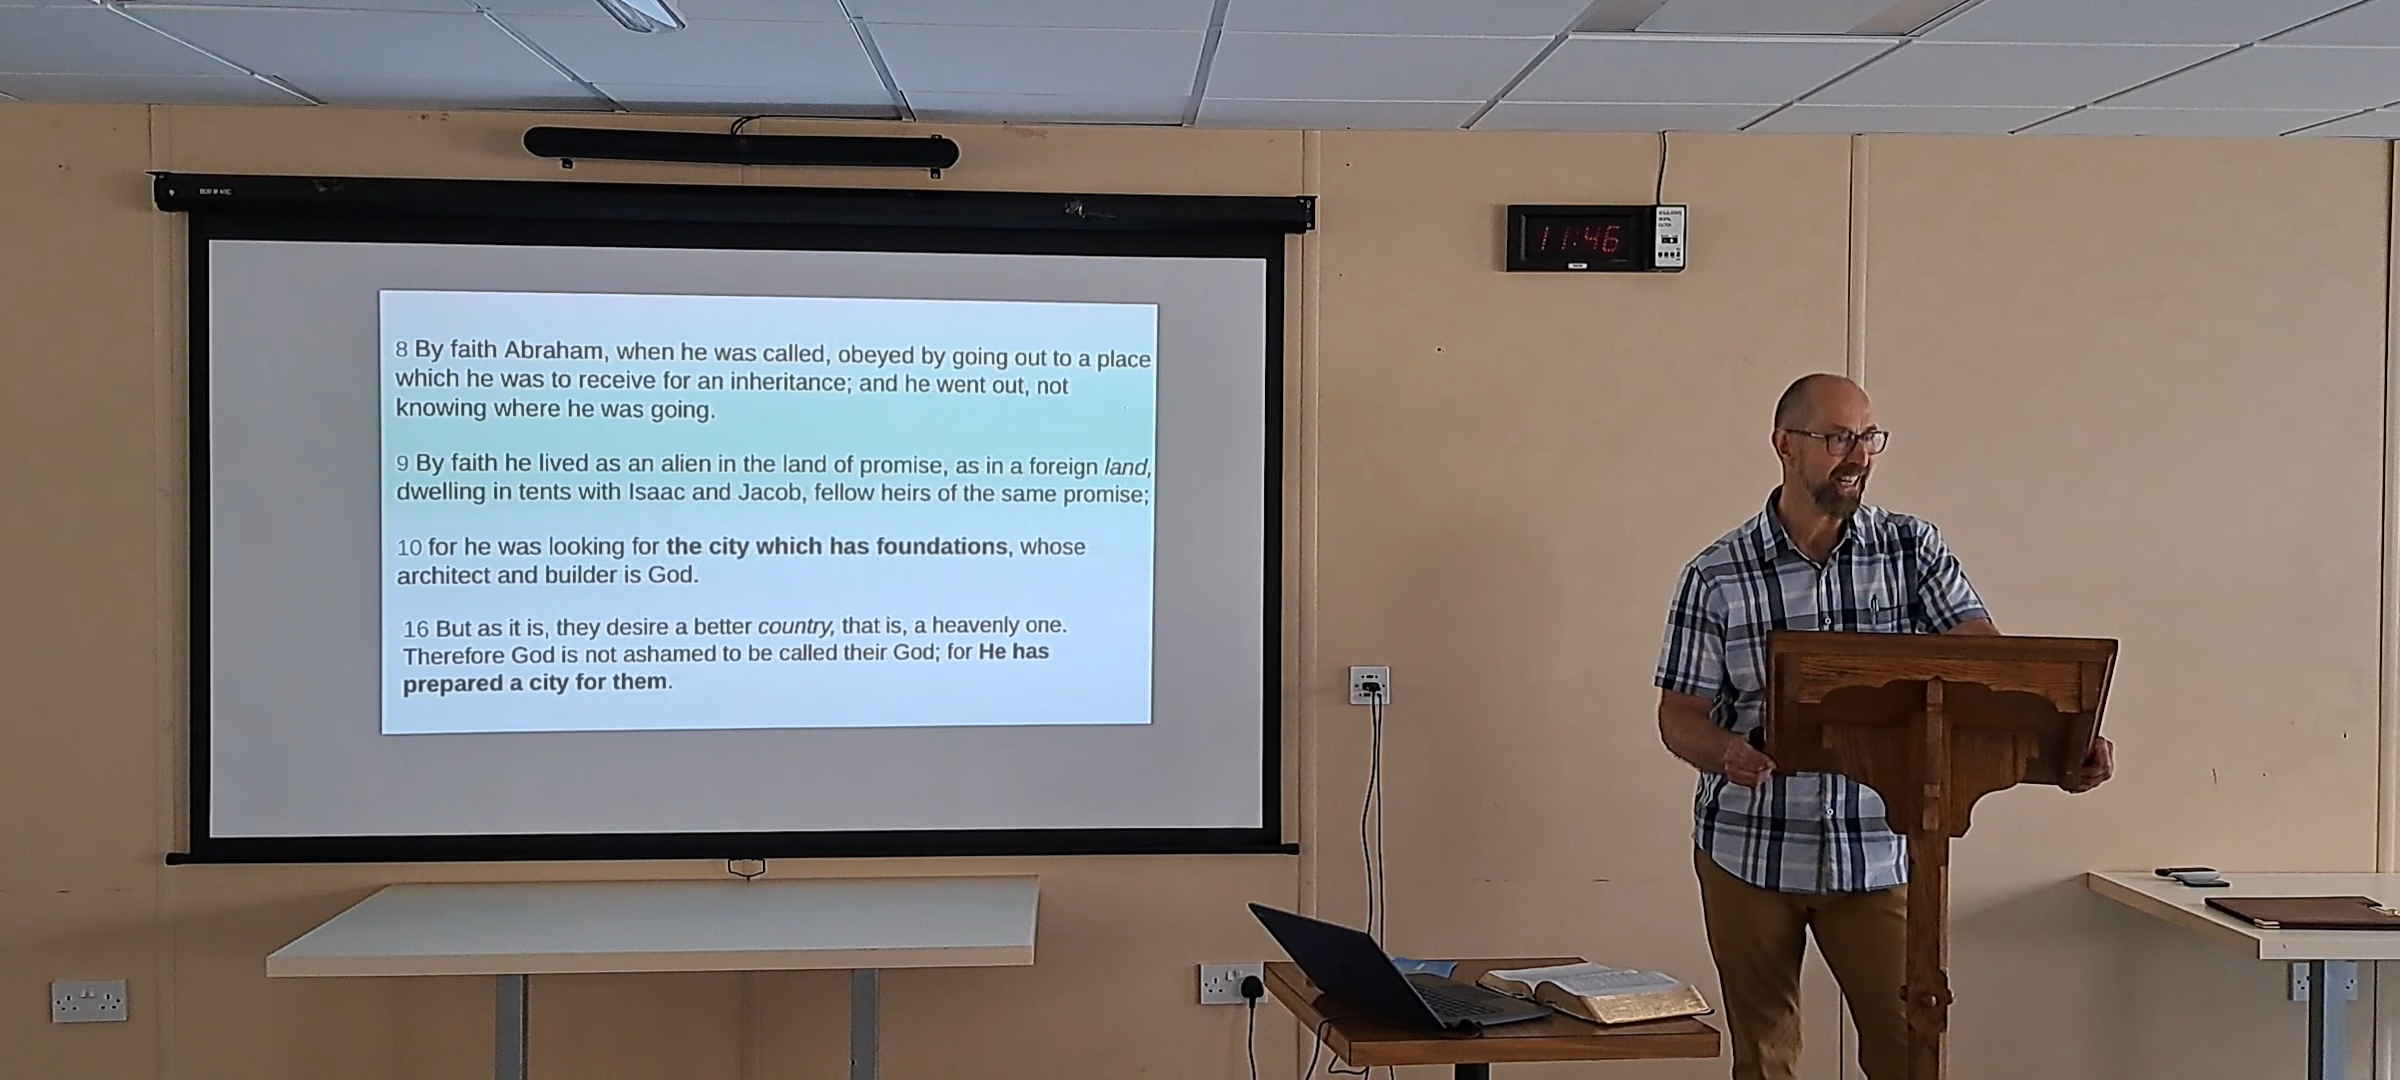 8 By faith Abraham, when he was called, obeyed by going out to a place
which he was to receive for an inheritance; and he went out, not
knowing where he was going.
9 By faith he lived as an alien in the land of promise, as in a foreign land,
dwelling in tents with Isaac and Jacob, fellow heirs of the same promise;
10 for he was looking for the city which has foundations, whose
architect and builder is God.
16 But as it is, they desire a better country, that is, a heavenly one.
Therefore God is not ashamed to be called their God; for He has
prepared a city for them.
11:46